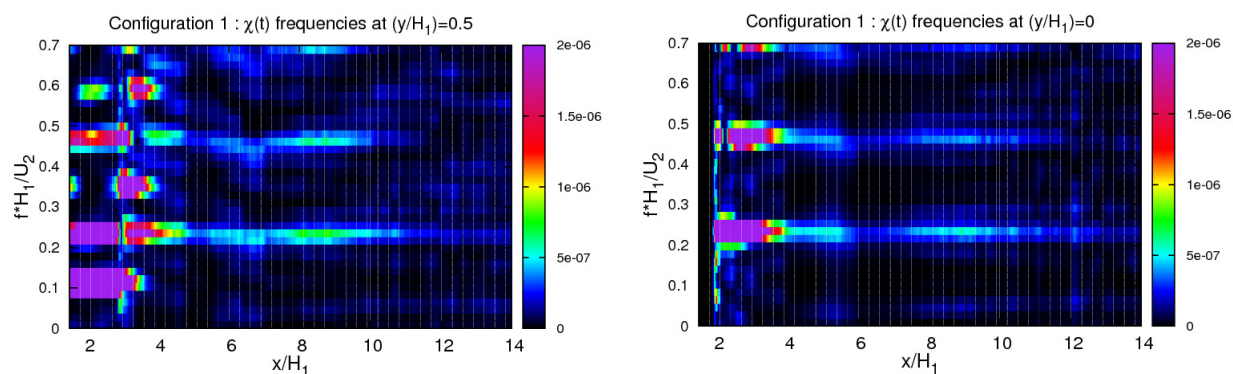 Configuration 1 : χ(t) frequencies at (y/H₁)=0.5
f*H₁/U₂
0.7
0.6
0.5
0.4
0.3
0.2
0.1
0
2
4
6
8
10
12
14
x/H₁
2e-06
1.5e-06
1e-06
5e-07
0
Configuration 1 : χ(t) frequencies at (y/H₁)=0
f*H₁/U₂
0.7
0.6
0.5
0.4
0.3
0.2
0.1
0
2
4
6
8
10
12
14
x/H₁
2e-06
1.5e-06
1e-06
5e-07
0